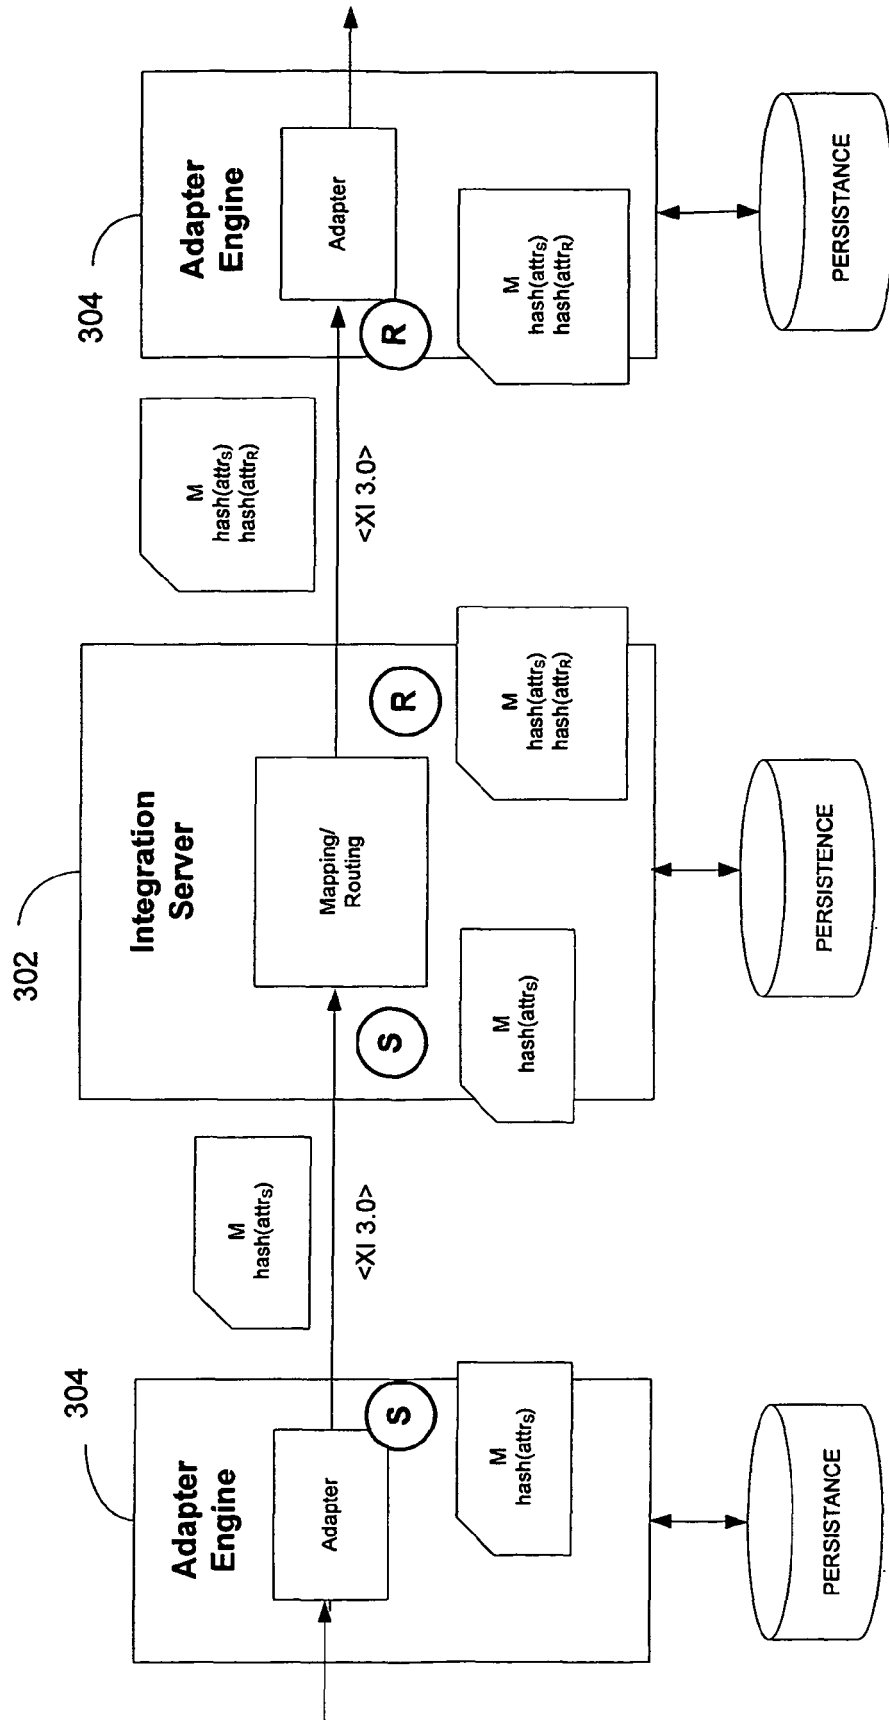 304
Adapter
Engine
Adapter
S
M
hash(attrS)
PERSISTANCE
M
hash(attrS)
<XI 3.0>
302
Integration
Server
Mapping/
Routing
S
R
M
hash(attrS)
M
hash(attrS)
hash(attrR)
PERSISTENCE
M
hash(attrS)
hash(attrR)
<XI 3.0>
304
Adapter
Engine
Adapter
R
M
hash(attrS)
hash(attrR)
PERSISTANCE